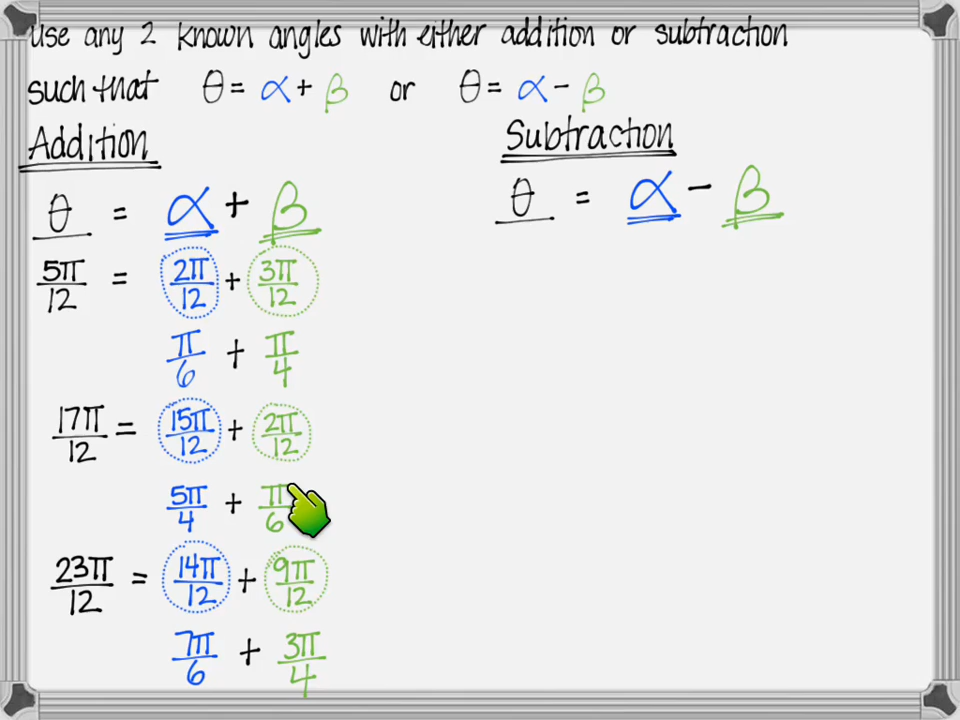 Use any 2 known angles with either addition or subtraction
such that θ = α + β or θ = α - β
Addition
θ = α + β
5π/12 = 2π/12 + 3π/12
π/6 + π/4
17π/12 = 15π/12 + 2π/12
5π/4 + π/6
23π/12 = 14π/12 + 9π/12
7π/6 + 3π/4
Subtraction
θ = α - β